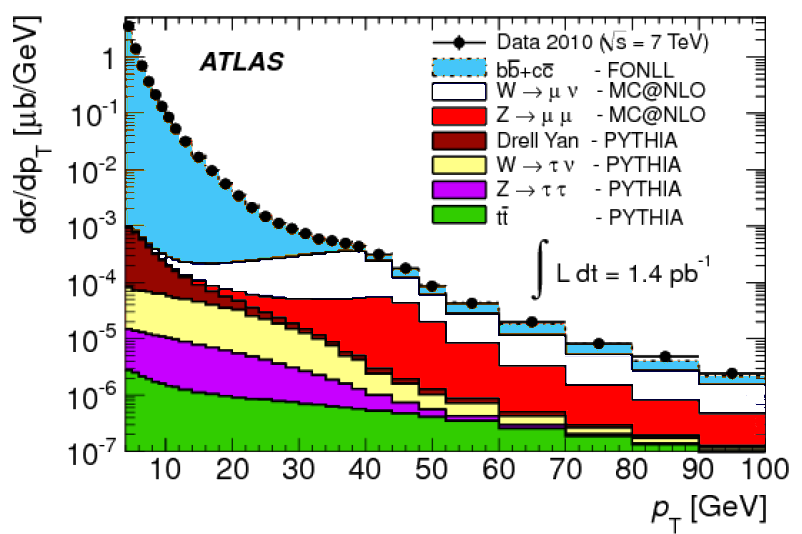 ATLAS
Data 2010 (√s = 7 TeV)
bb̄+cc̄ - FONLL
W → μ ν - MC@NLO
Z → μ μ - MC@NLO
Drell Yan - PYTHIA
W → τ ν - PYTHIA
Z → τ τ - PYTHIA
tt̄ - PYTHIA
∫ L dt = 1.4 pb⁻¹
dσ/dp_T [μb/GeV]
1
10⁻¹
10⁻²
10⁻³
10⁻⁴
10⁻⁵
10⁻⁶
10⁻⁷
10 20 30 40 50 60 70 80 90 100
p_T [GeV]